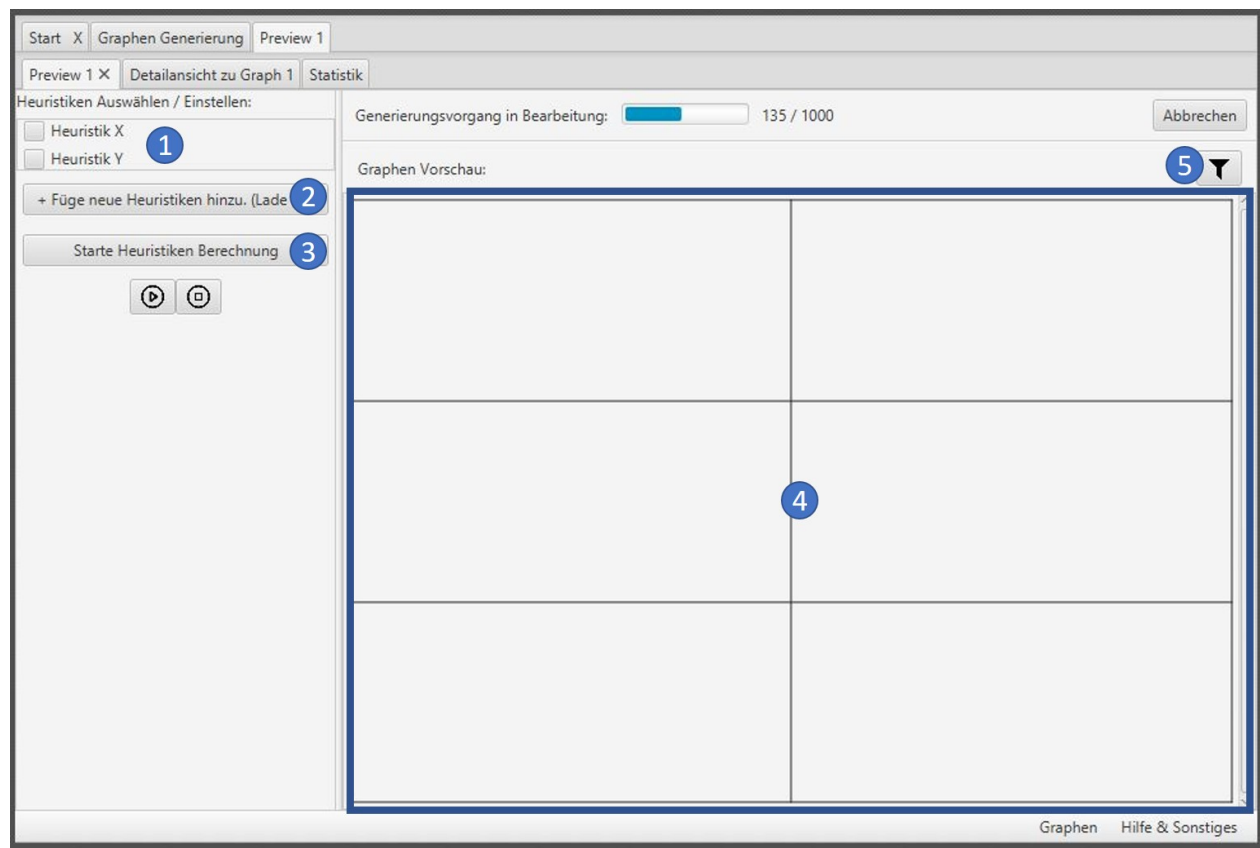 Start X Graphen Generierung Preview 1
Preview 1 X Detailansicht zu Graph 1 Statistik
Heuristiken Auswählen / Einstellen:
Heuristik X
Heuristik Y
1
+ Füge neue Heuristiken hinzu. (Lade
2
Starte Heuristiken Berechnung
3
Generierungsvorgang in Bearbeitung: 135 / 1000 Abbrechen
Graphen Vorschau:
5
4
Graphen Hilfe & Sonstiges